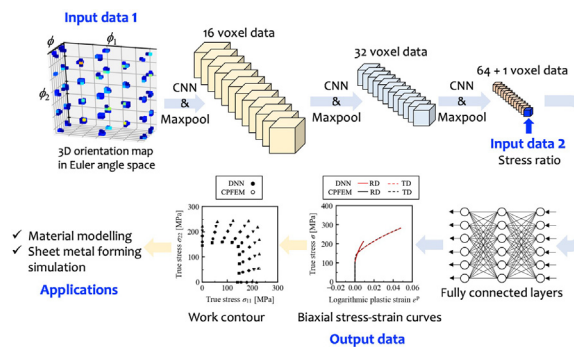 Input data 1
16 voxel data
32 voxel data
64 + 1 voxel data
ϕ
ϕ1
ϕ2
CNN
&
Maxpool
CNN
&
Maxpool
CNN
&
Maxpool
3D orientation map
in Euler angle space
Input data 2
Stress ratio
DNN
CPFEM
DNN RD TD
CPFEM RD TD
✓ Material modelling
✓ Sheet metal forming
simulation
Applications
True stress σ22 [MPa]
300
250
200
150
100
50
0
0 100 200 300
True stress σ11 [MPa]
Work contour
True stress σ [MPa]
400
300
200
100
0
−0.02 0.00 0.02 0.04 0.06
Logarithmic plastic strain εp
Biaxial stress-strain curves
Fully connected layers
Output data